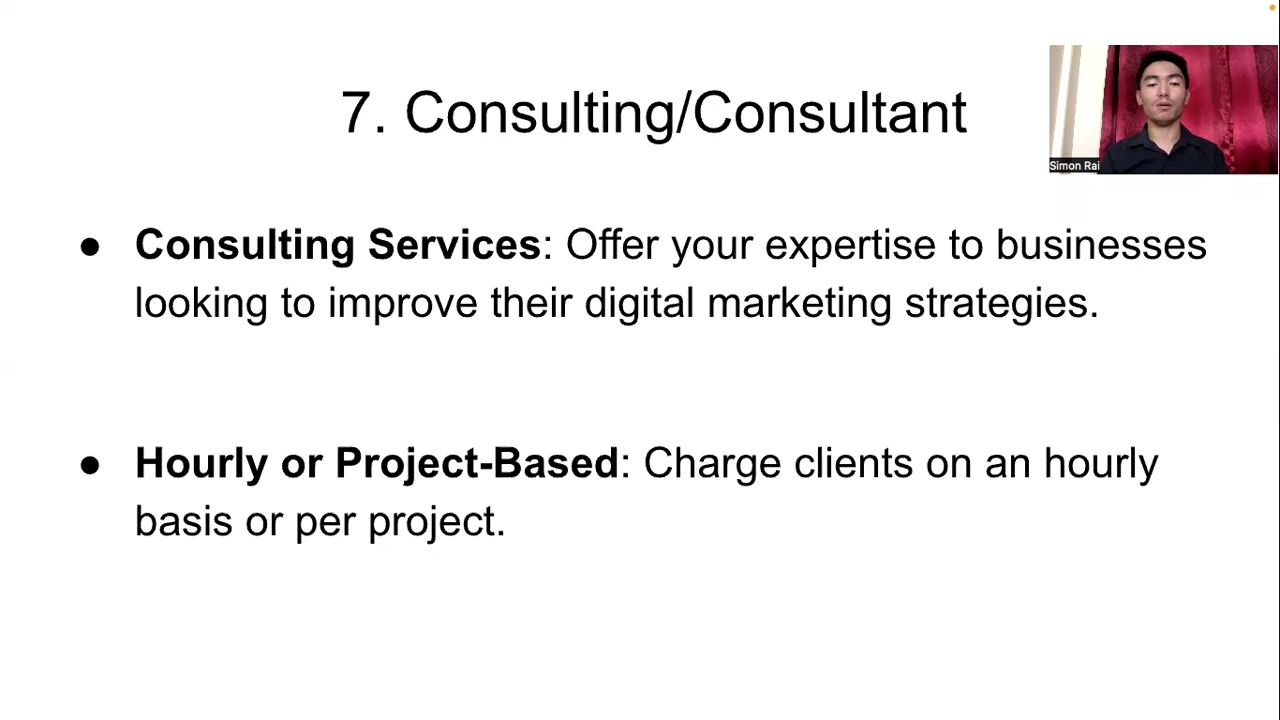 7. Consulting/Consultant
Simon Rai
● Consulting Services: Offer your expertise to businesses
looking to improve their digital marketing strategies.
● Hourly or Project-Based: Charge clients on an hourly
basis or per project.